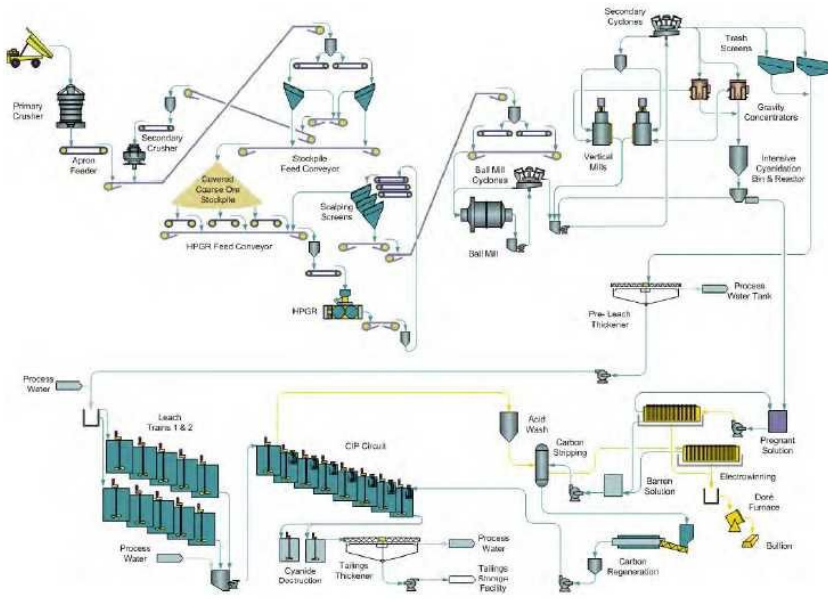 Primary
Crusher
Apron
Feeder
Secondary
Crusher
Stockpile
Feed Conveyor
Covered
Coarse Ore
Stockpile
HPGR Feed Conveyor
Scalping
Screens
HPGR
Ball Mill
Cyclones
Ball Mill
Secondary
Cyclones
Trash
Screens
Gravity
Concentrators
Vertical
Mills
Intensive
Cyanidation
Bin & Reactor
Process
Water Tank
Pre-Leach
Thickener
Process
Water
Leach
Trains 1 & 2
CIP Circuit
Acid
Wash
Carbon
Stripping
Pregnant
Solution
Electrowinning
Barren
Solution
Doré
Furnace
Bullion
Process
Water
Cyanide
Destruction
Tailings
Thickener
Process
Water
Tailings
Storage
Facility
Carbon
Regeneration